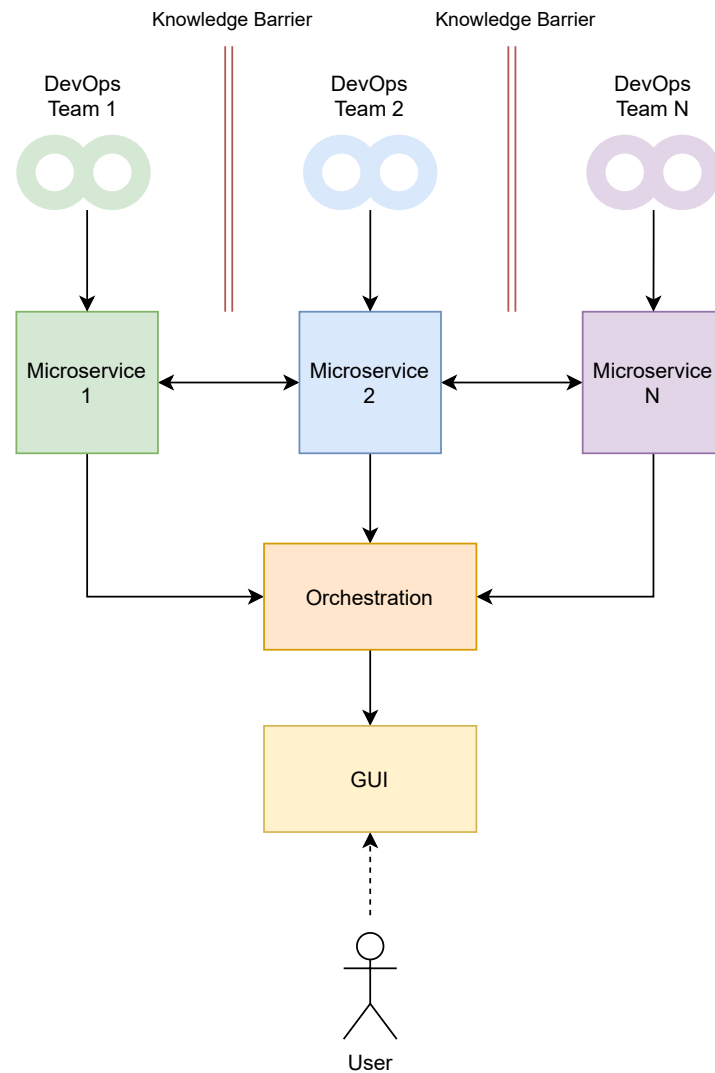 Knowledge Barrier
Knowledge Barrier
DevOps
Team 1
DevOps
Team 2
DevOps
Team N
Microservice
1
Microservice
2
Microservice
N
Orchestration
GUI
User